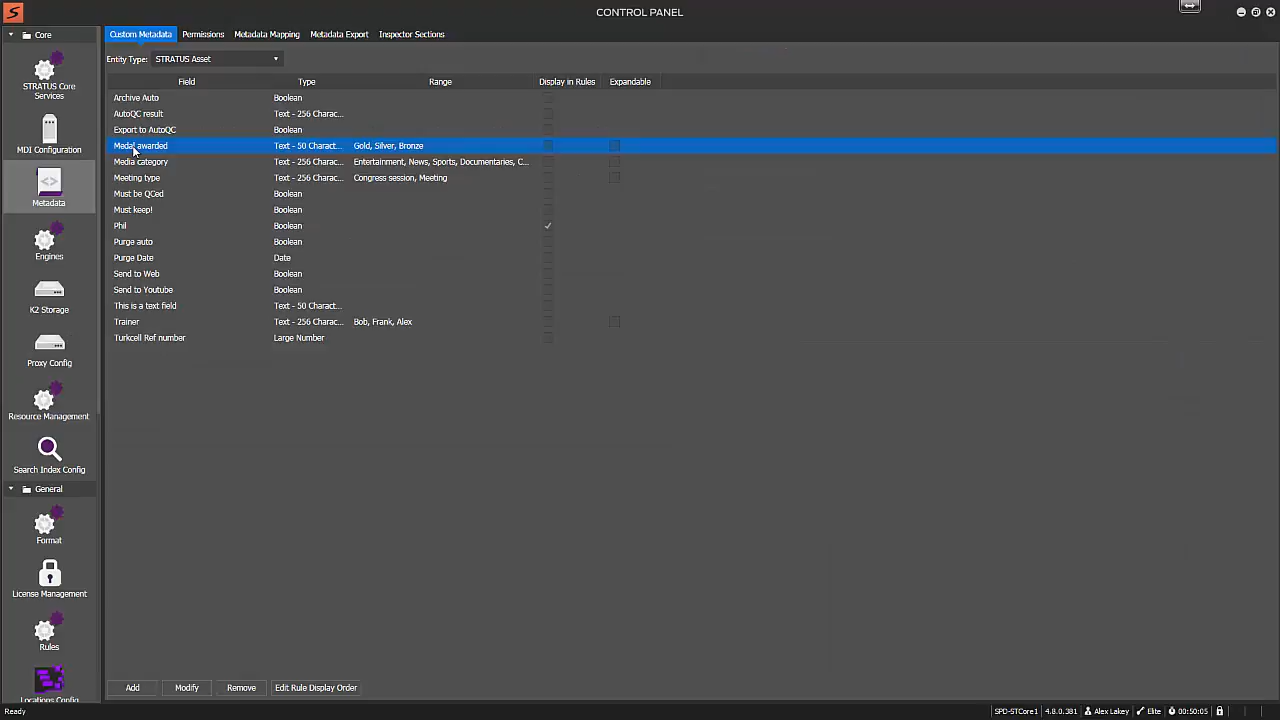 CONTROL PANEL
Core
STRATUS Core
Services
MDI Configuration
Metadata
Engines
K2 Storage
Proxy Config
Resource Management
Search Index Config
General
Format
License Management
Rules
Locations Config
Custom Metadata Permissions Metadata Mapping Metadata Export Inspector Sections
Entity Type: STRATUS Asset
Field Type Range Display in Rules Expandable
Archive Auto Boolean
AutoQC result Text - 256 Charac...
Export to AutoQC Boolean
Medal awarded Text - 50 Charact... Gold, Silver, Bronze
Media category Text - 256 Charac... Entertainment, News, Sports, Documentaries, C...
Meeting type Text - 256 Charac... Congress session, Meeting
Must be QCed Boolean
Must keep! Boolean
Phil Boolean
Purge auto Boolean
Purge Date Date
Send to Web Boolean
Send to Youtube Boolean
This is a text field Text - 50 Charact...
Trainer Text - 256 Charac... Bob, Frank, Alex
Turkcell Ref number Large Number
Add Modify Remove Edit Rule Display Order
Ready SPD-STCore1 4.8.0.381 Alex Lakey Elite 00:50:05